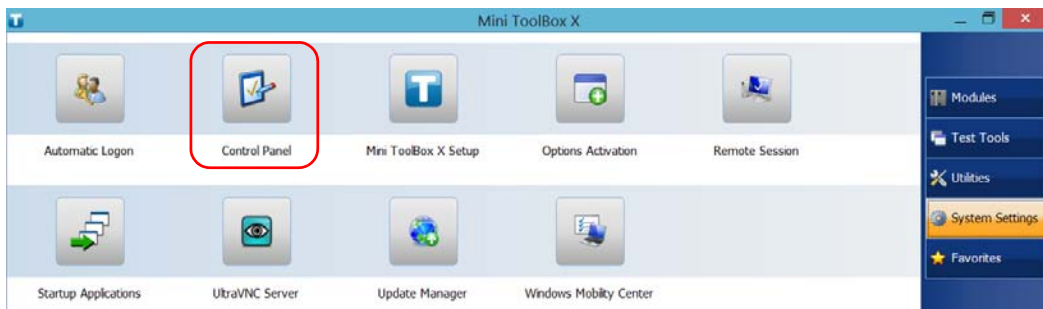 Mini ToolBox X
Automatic Logon
Control Panel
Mini ToolBox X Setup
Options Activation
Remote Session
Startup Applications
UltraVNC Server
Update Manager
Windows Mobility Center
Modules
Test Tools
Utilities
System Settings
Favorites